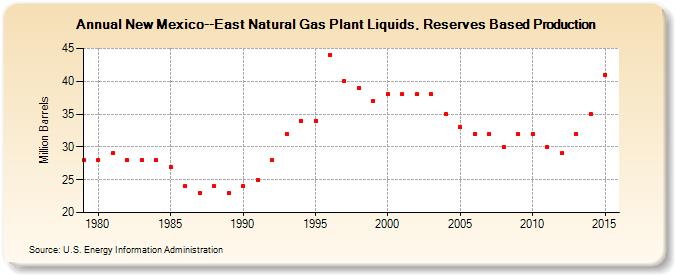 Annual New Mexico--East Natural Gas Plant Liquids, Reserves Based Production
Million Barrels
45
40
35
30
25
20
1980 1985 1990 1995 2000 2005 2010 2015
Source: U.S. Energy Information Administration